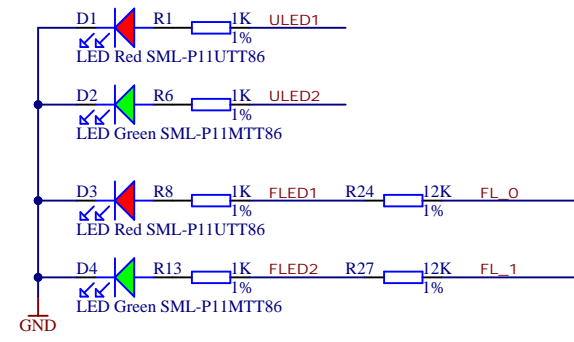 D1 R1 1K ULED1
1%
LED Red SML-P11UTT86
D2 R6 1K ULED2
1%
LED Green SML-P11MTT86
D3 R8 1K FLED1 R24 12K FL_0
1% 1%
LED Red SML-P11UTT86
D4 R13 1K FLED2 R27 12K FL_1
1% 1%
LED Green SML-P11MTT86
GND